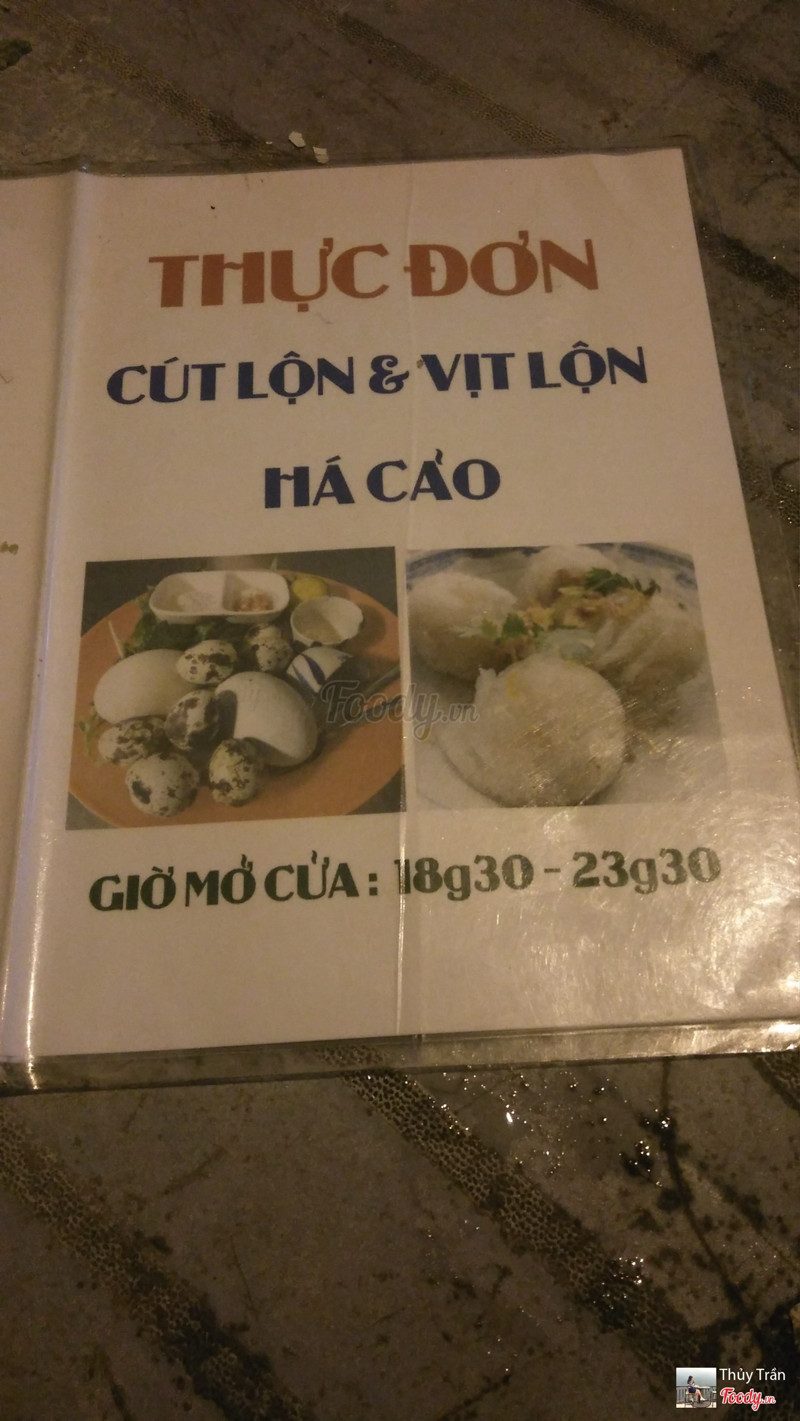 THỰC ĐƠN
CÚT LỘN & VỊT LỘN
HÁ CẢO
Foody.vn
GIỜ MỞ CỬA : 18g30 - 23g30
Thủy Trần
Foody.vn